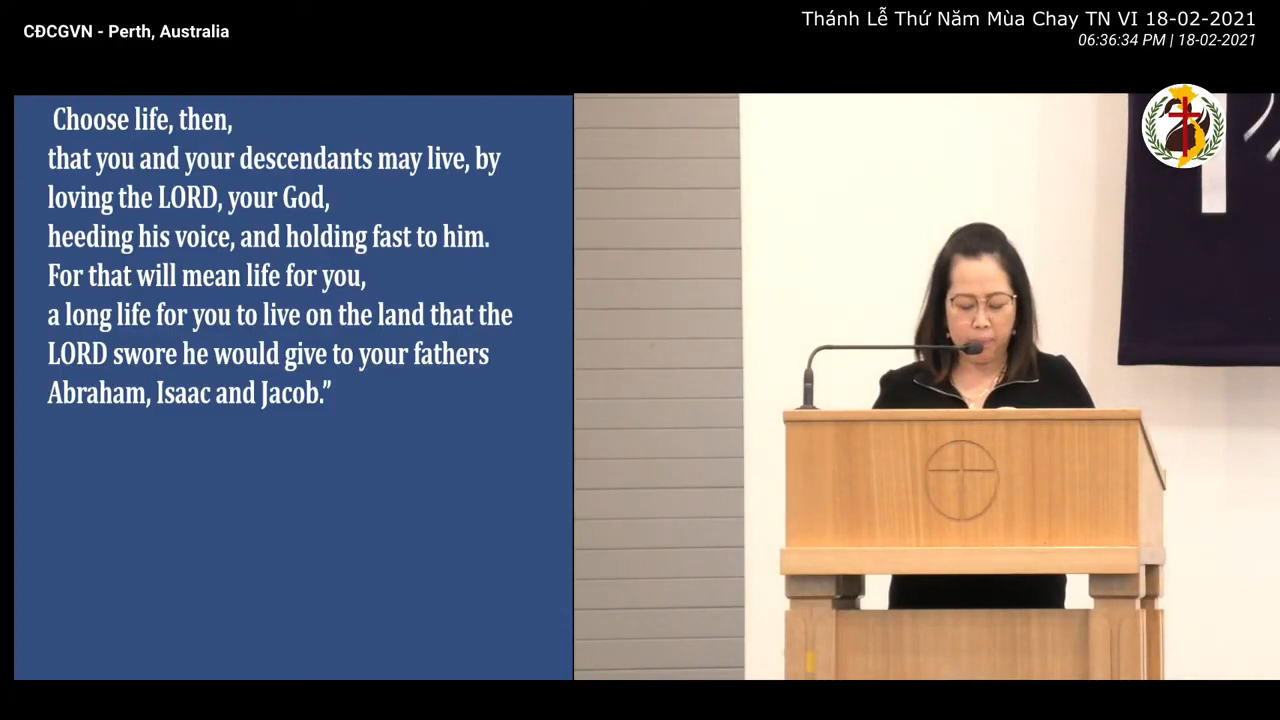 CĐCGVN - Perth, Australia
Thánh Lễ Thứ Năm Mùa Chay TN VI 18-02-2021
06:36:34 PM | 18-02-2021
Choose life, then,
that you and your descendants may live, by
loving the LORD, your God,
heeding his voice, and holding fast to him.
For that will mean life for you,
a long life for you to live on the land that the
LORD swore he would give to your fathers
Abraham, Isaac and Jacob.”